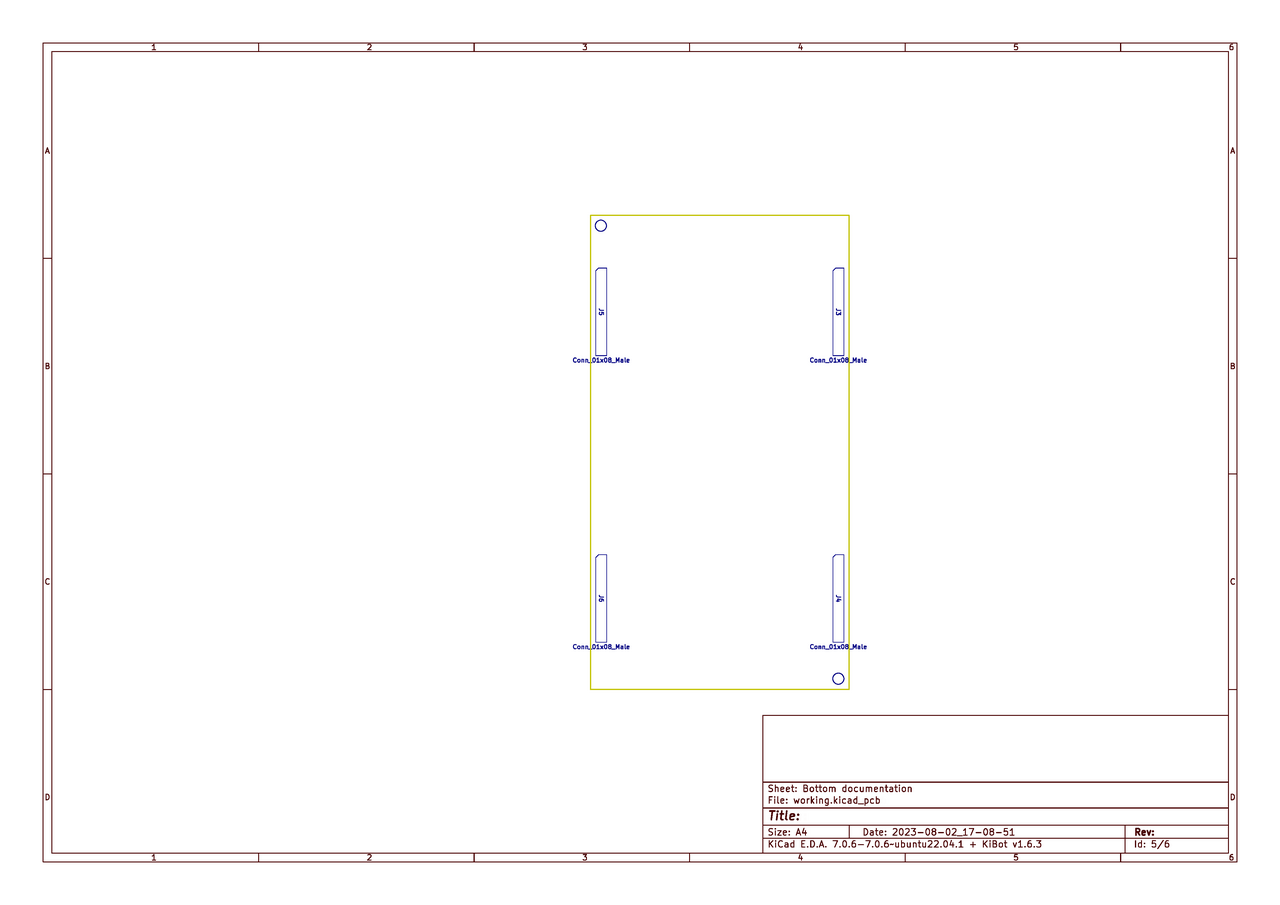 1 2 3 4 5 6
A A
J5 J3
Conn_01x08_Male Conn_01x08_Male
B B
C C
J6 J4
Conn_01x08_Male Conn_01x08_Male
Sheet: Bottom documentation
File: working.kicad_pcb
D D
Title:
Size: A4 Date: 2023-08-02_17-08-51 Rev:
KiCad E.D.A. 7.0.6-7.0.6~ubuntu22.04.1 + KiBot v1.6.3 Id: 5/6
1 2 3 4 5 6